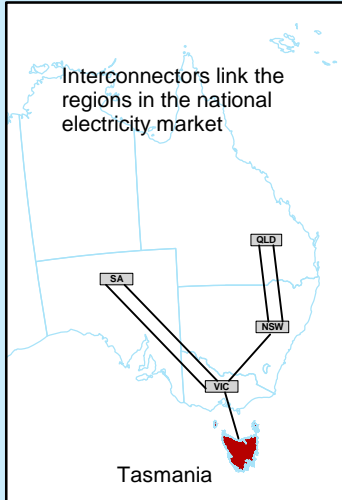 Interconnectors link the
regions in the national
electricity market
QLD
SA
NSW
VIC
Tasmania